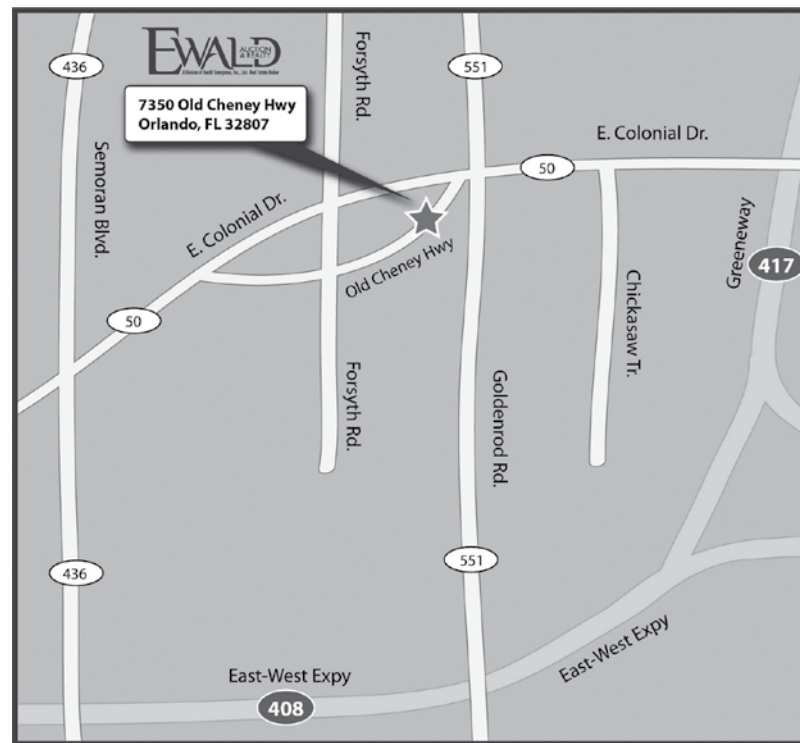 436
EWALD
AUCTION
& REALTY
Forsyth Rd.
551
7350 Old Cheney Hwy
Orlando, FL 32807
E. Colonial Dr.
50
Semoran Blvd.
E. Colonial Dr.
Old Cheney Hwy
Greeneway
417
Chickasaw Tr.
50
Forsyth Rd.
Goldenrod Rd.
436
551
East-West Expy
408
East-West Expy